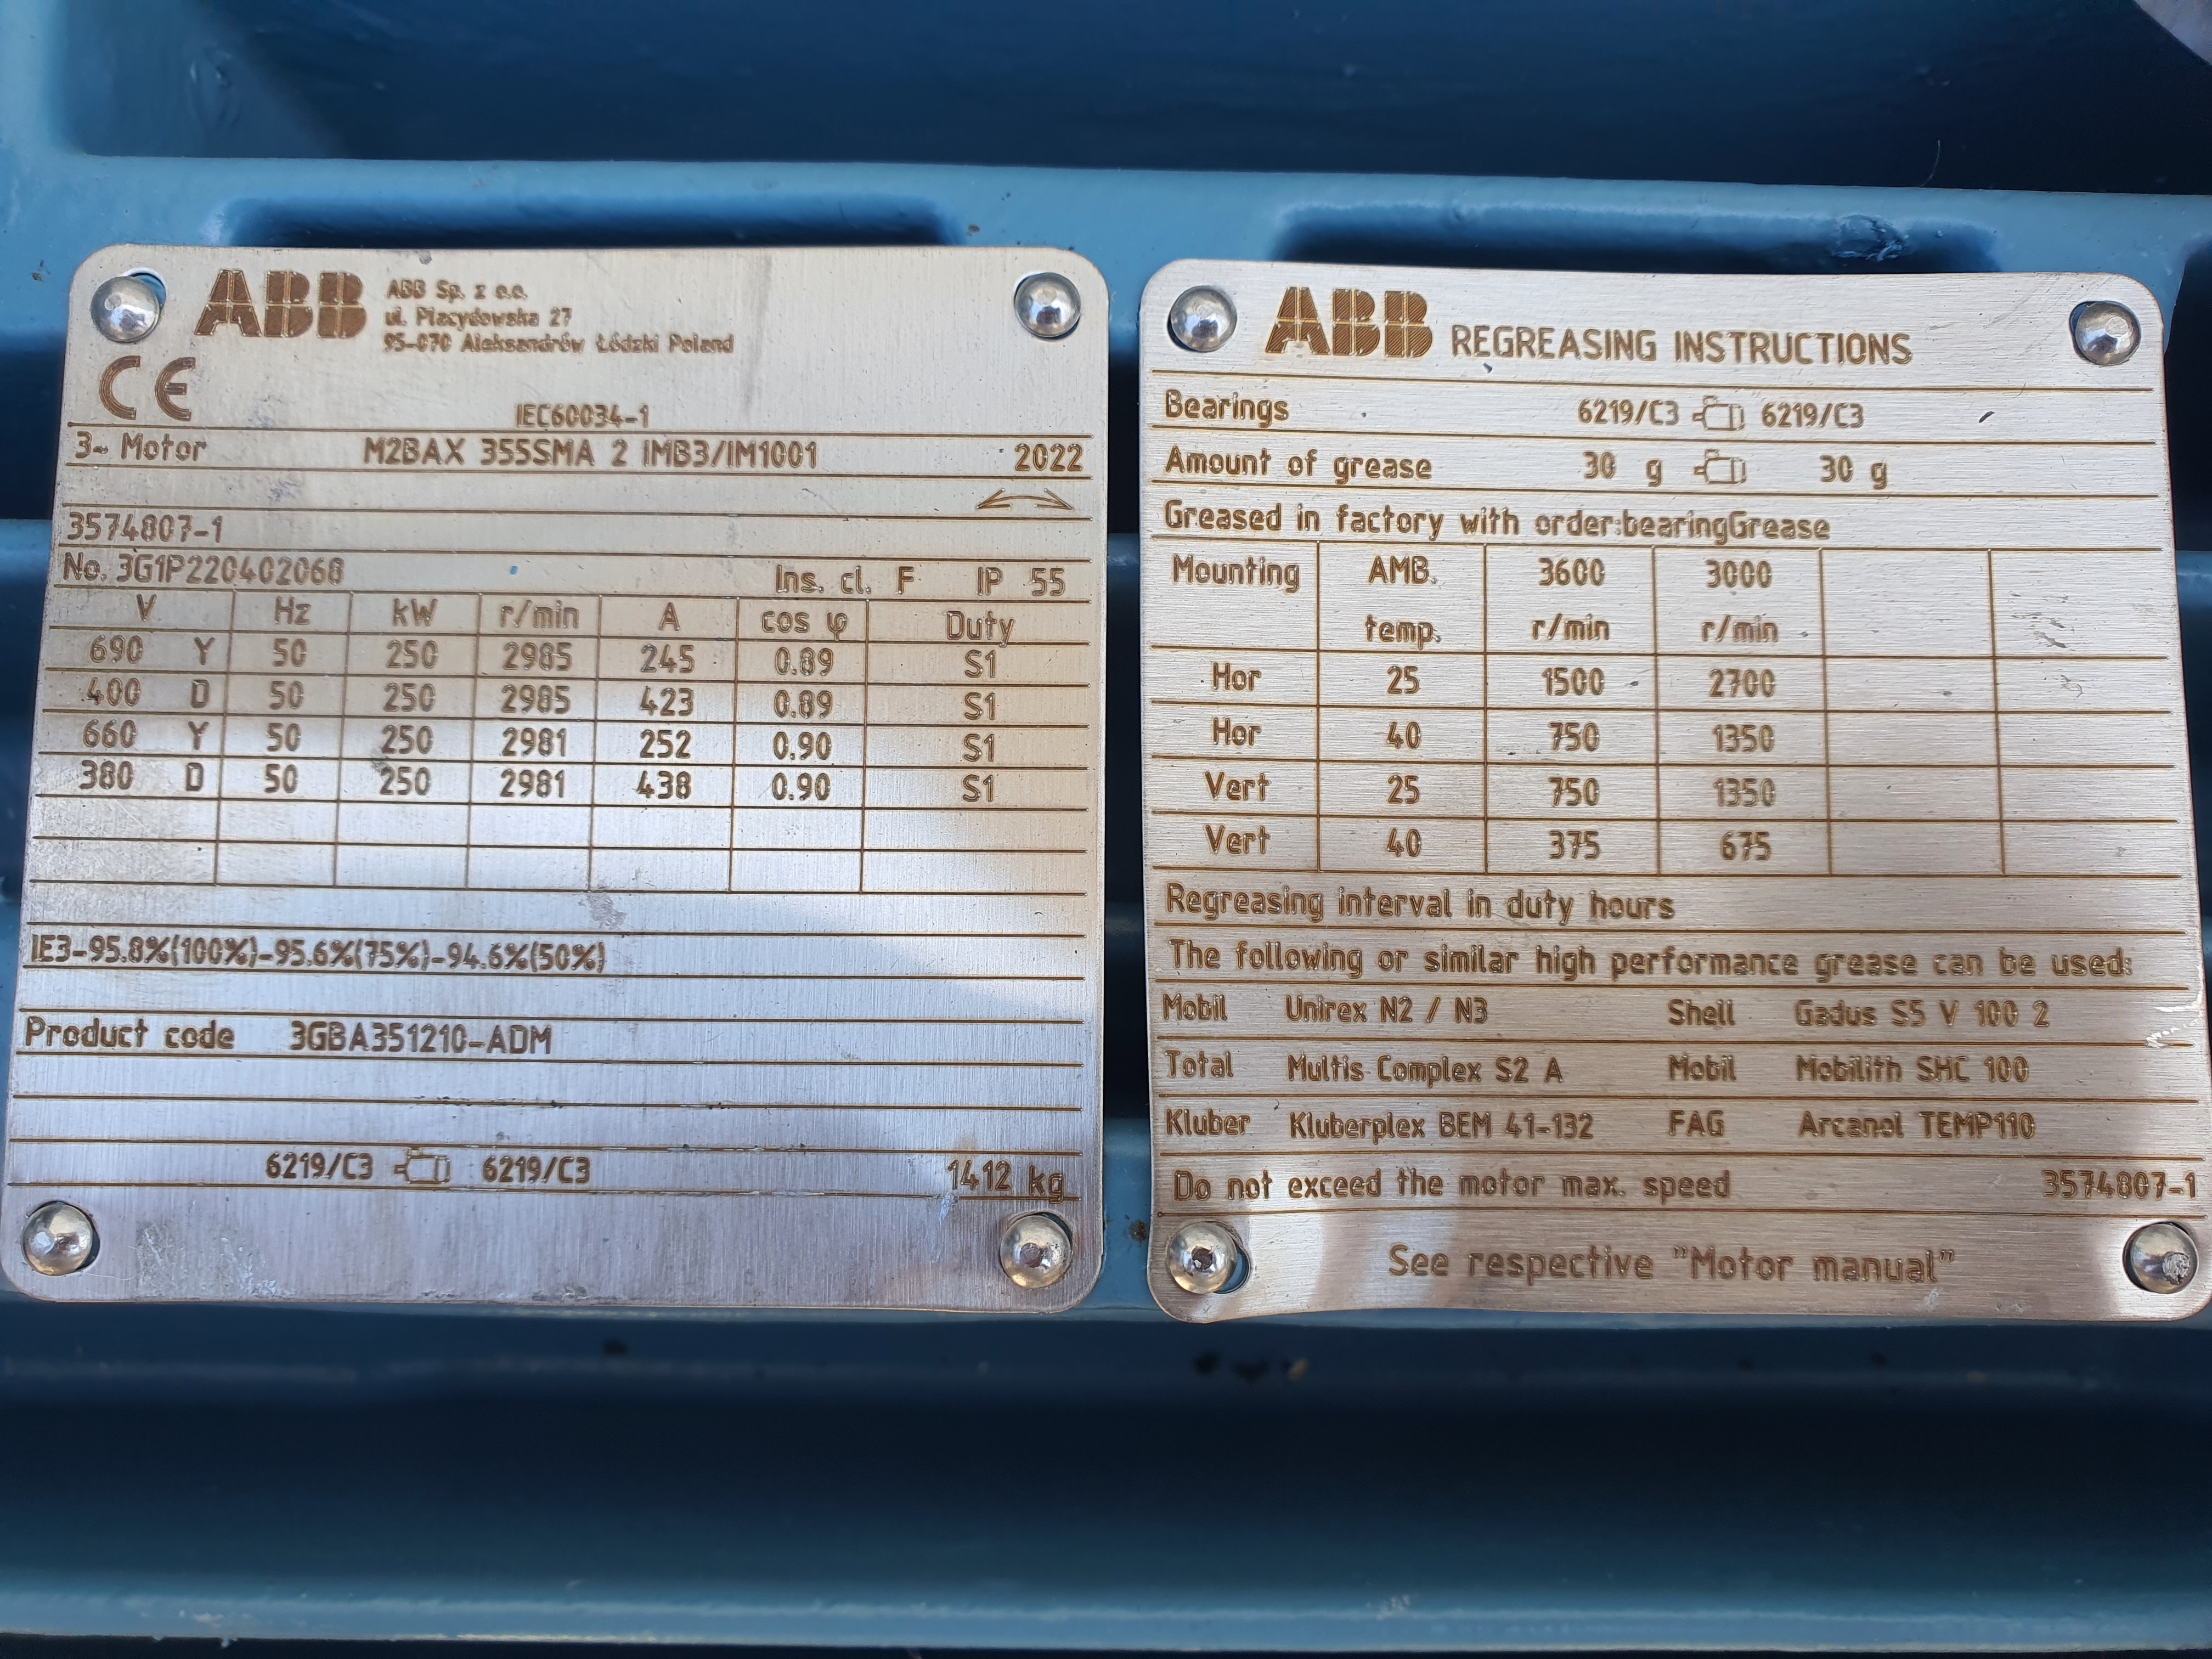 ABB ABB Sp. z o.o.
ul. Placydowska 27
95-070 Aleksandrów Łódzki Poland
CE
IEC60034-1
3~ Motor M2BAX 355SMA 2 IMB3/IM1001 2022
3574807-1
No. 3G1P220402068 Ins. cl. F IP 55
V Hz kW r/min A cos φ Duty
690 Y 50 250 2985 245 0.89 S1
400 D 50 250 2985 423 0.89 S1
660 Y 50 250 2981 252 0.90 S1
380 D 50 250 2981 438 0.90 S1
IE3-95.8%(100%)-95.6%(75%)-94.6%(50%)
Product code 3GBA351210-ADM
6219/C3 6219/C3 1412 kg
ABB REGREASING INSTRUCTIONS
Bearings 6219/C3 6219/C3
Amount of grease 30 g 30 g
Greased in factory with order:bearingGrease
Mounting AMB. 3600 3000
temp. r/min r/min
Hor 25 1500 2700
Hor 40 750 1350
Vert 25 750 1350
Vert 40 375 675
Regreasing interval in duty hours
The following or similar high performance grease can be used:
Mobil Unirex N2 / N3 Shell Gadus S5 V 100 2
Total Multis Complex S2 A Mobil Mobilith SHC 100
Kluber Kluberplex BEM 41-132 FAG Arcanol TEMP110
Do not exceed the motor max. speed 3574807-1
See respective "Motor manual"